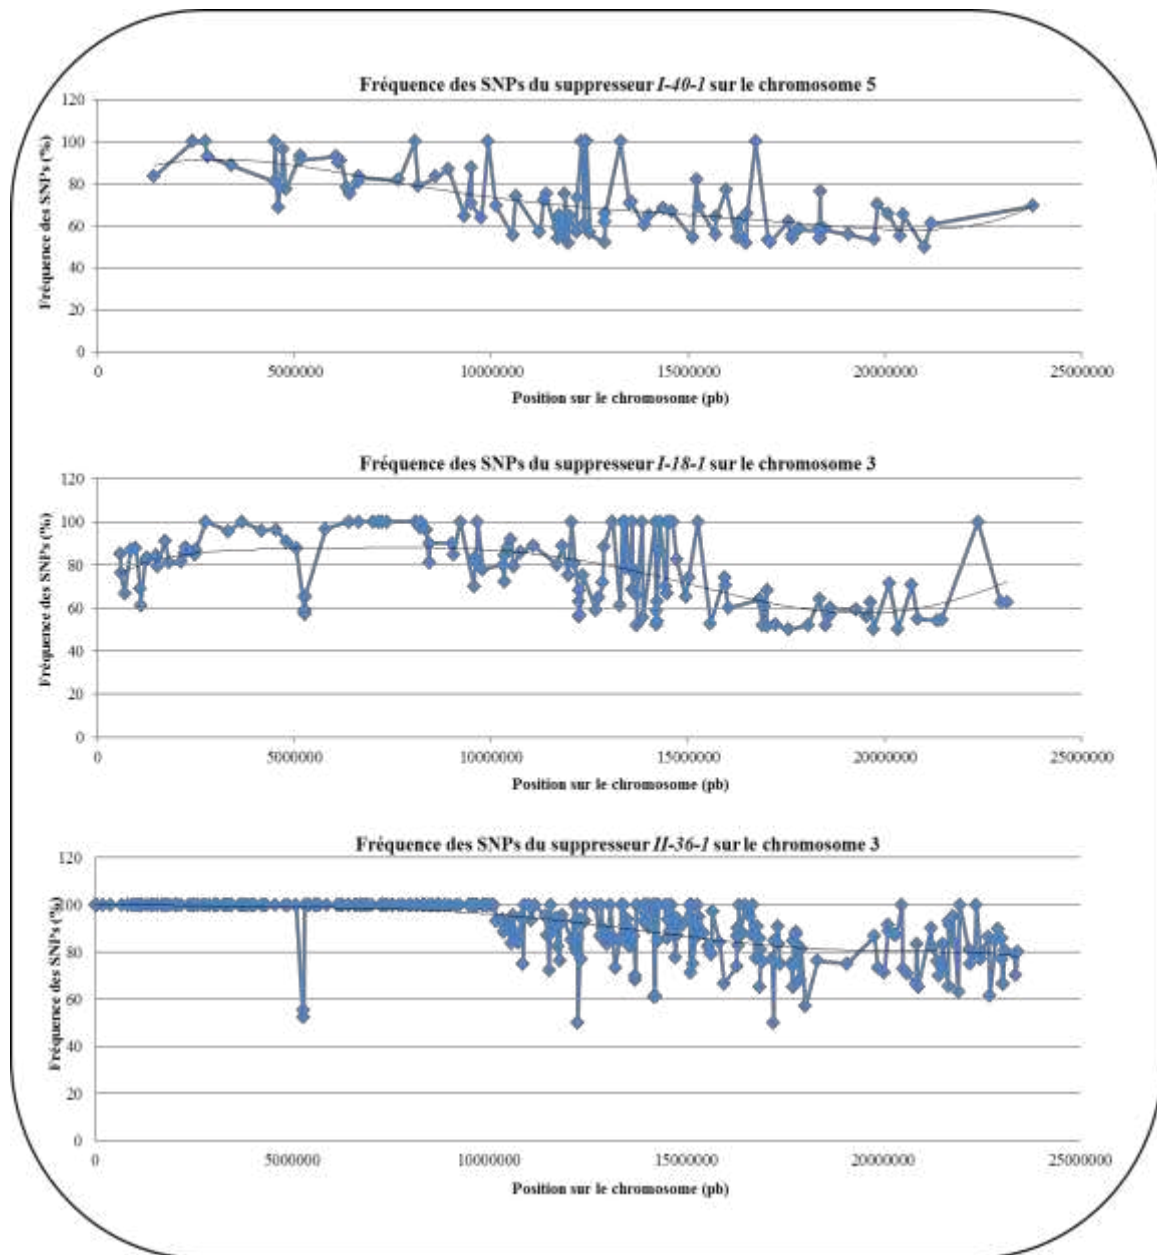 Fréquence des SNPs du suppresseur I-40-1 sur le chromosome 5
Fréquence des SNPs (%)
120
100
80
60
40
20
0
0 5000000 10000000 15000000 20000000 25000000
Position sur le chromosome (pb)
Fréquence des SNPs du suppresseur I-18-1 sur le chromosome 3
Fréquence des SNPs (%)
120
100
80
60
40
20
0
0 5000000 10000000 15000000 20000000 25000000
Position sur le chromosome (pb)
Fréquence des SNPs du suppresseur II-36-1 sur le chromosome 3
Fréquence des SNPs (%)
120
100
80
60
40
20
0
0 5000000 10000000 15000000 20000000 25000000
Position sur le chromosome (pb)